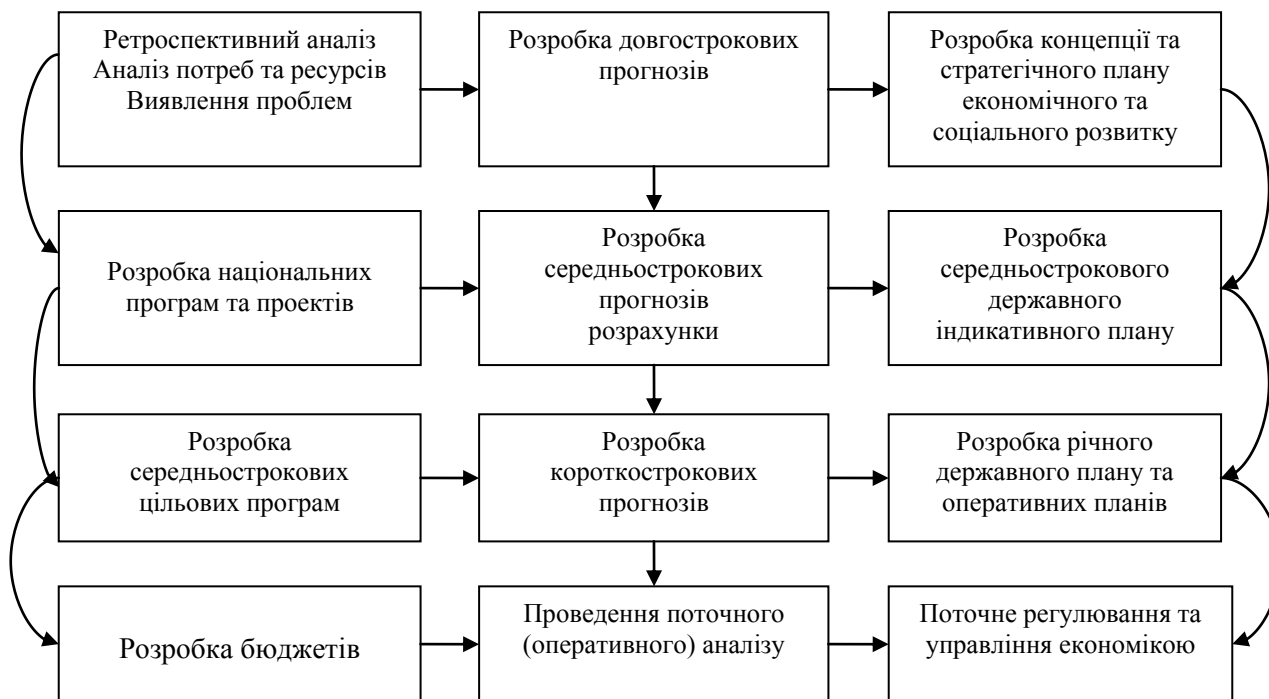 Ретроспективний аналіз
Аналіз потреб та ресурсів
Виявлення проблем
Розробка довгострокових
прогнозів
Розробка концепції та
стратегічного плану
економічного та
соціального розвитку
Розробка національних
програм та проектів
Розробка
середньострокових
прогнозів
розрахунки
Розробка
середньострокового
державного
індикативного плану
Розробка
середньострокових
цільових програм
Розробка
короткострокових
прогнозів
Розробка річного
державного плану та
оперативних планів
Розробка бюджетів
Проведення поточного
(оперативного) аналізу
Поточне регулювання та
управління економікою